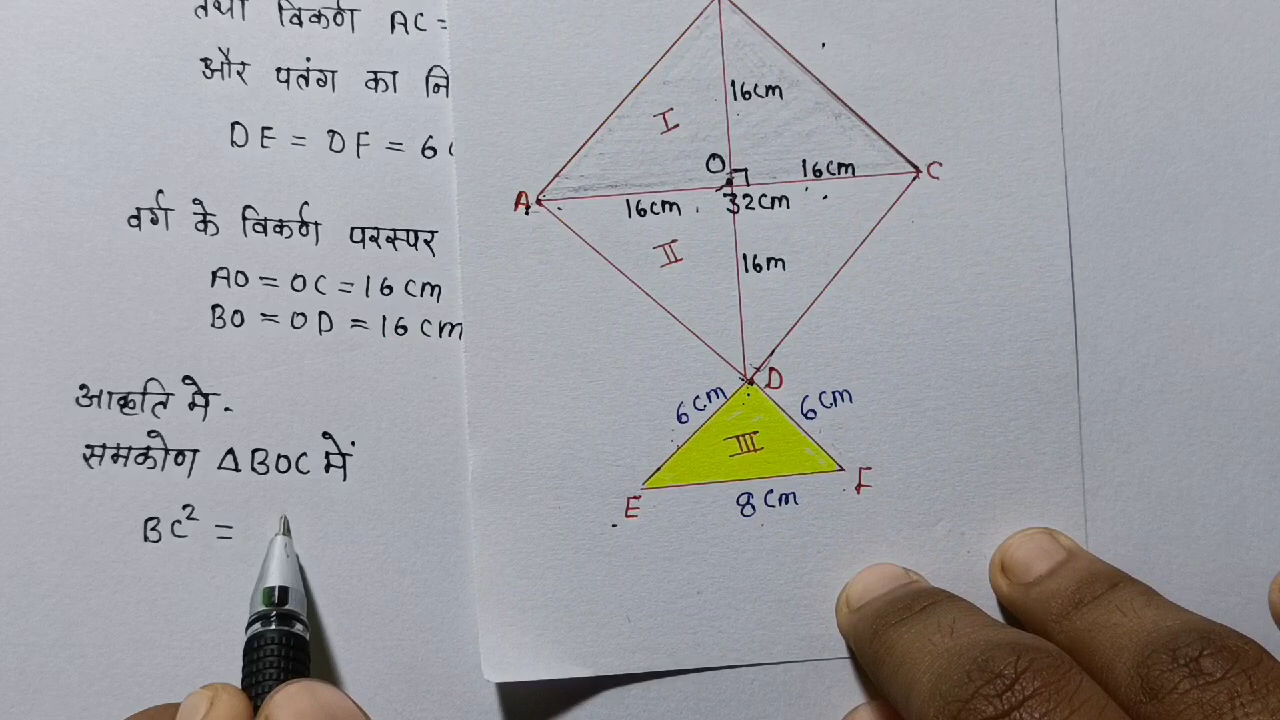 तथा विकर्ण AC=
और पतंग का नि
DE = DF = 6
वर्ग के विकर्ण परस्पर
AO = OC = 16 cm
BO = OD = 16 cm
आकृति में.
समकोण △BOC में
BC² =
16cm
I
O
16cm
C
A
16cm
32cm
II
16m
D
6cm
6cm
III
E
F
8cm